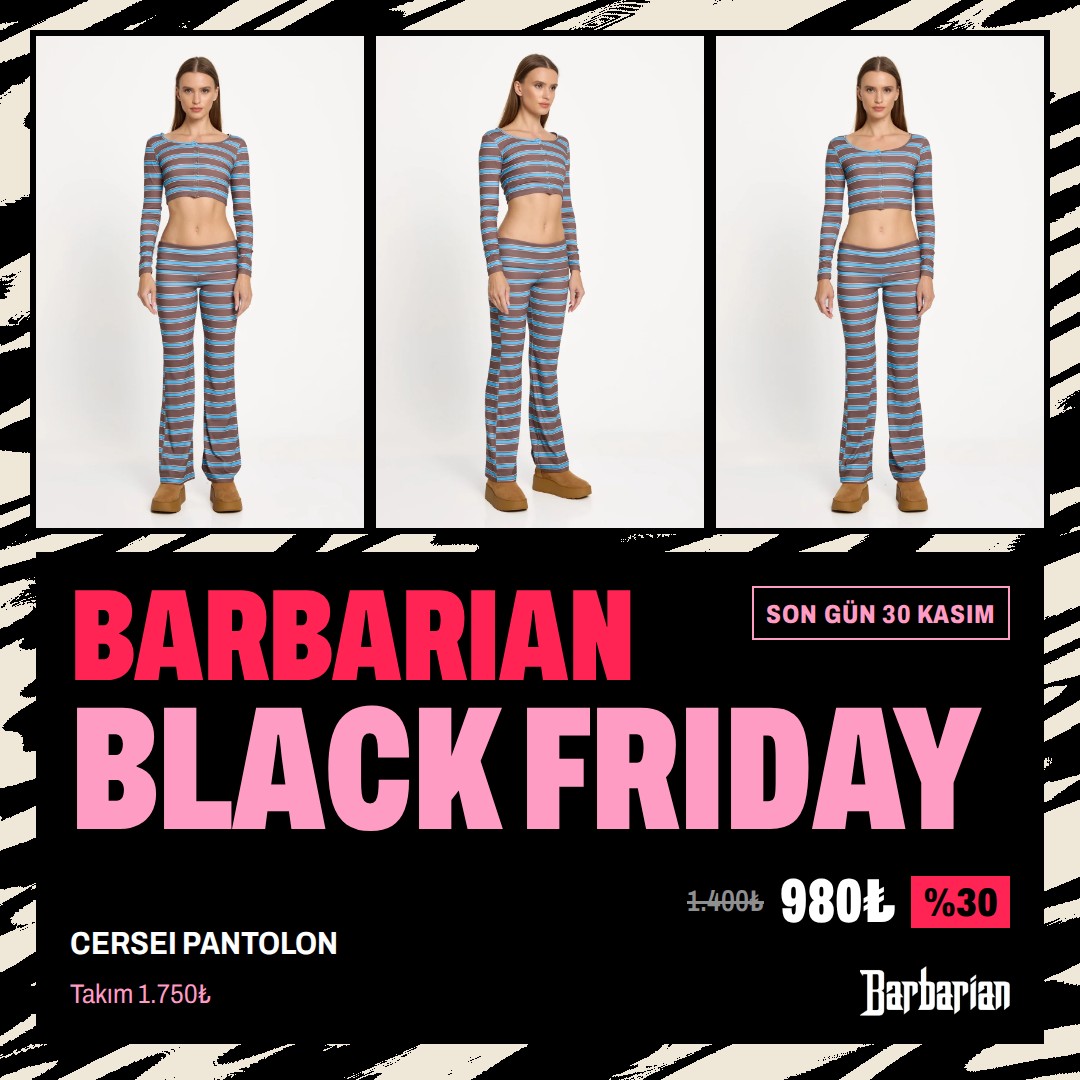 BARBARIAN
SON GÜN 30 KASIM
BLACK FRIDAY
1.400₺ 980₺ %30
CERSEI PANTOLON
Takım 1.750₺
Barbarian